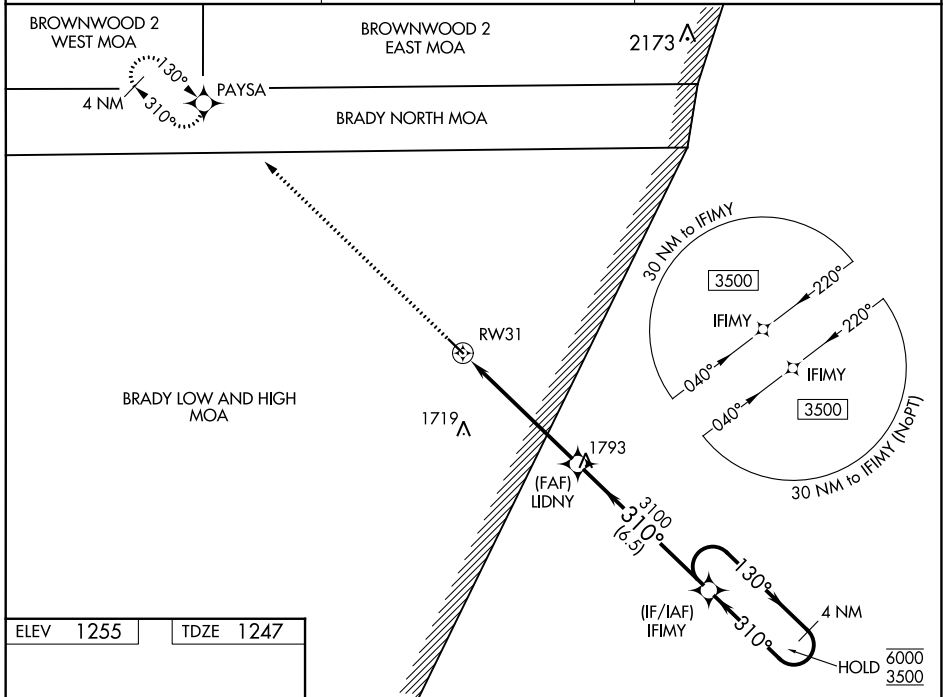 BROWNWOOD 2
WEST MOA
BROWNWOOD 2
EAST MOA
2173
130°
PAYSA
4 NM
310°
BRADY NORTH MOA
30 NM to IFIMY
3500
220°
IFIMY
040°
220°
IFIMY
040°
3500
30 NM to IFIMY (NoPT)
RW31
BRADY LOW AND HIGH
MOA
1719
1793
(FAF)
LIDNY
3100
310°
(6.5)
130°
(IF/IAF)
IFIMY
4 NM
310°
HOLD 6000
3500
ELEV 1255
TDZE 1247